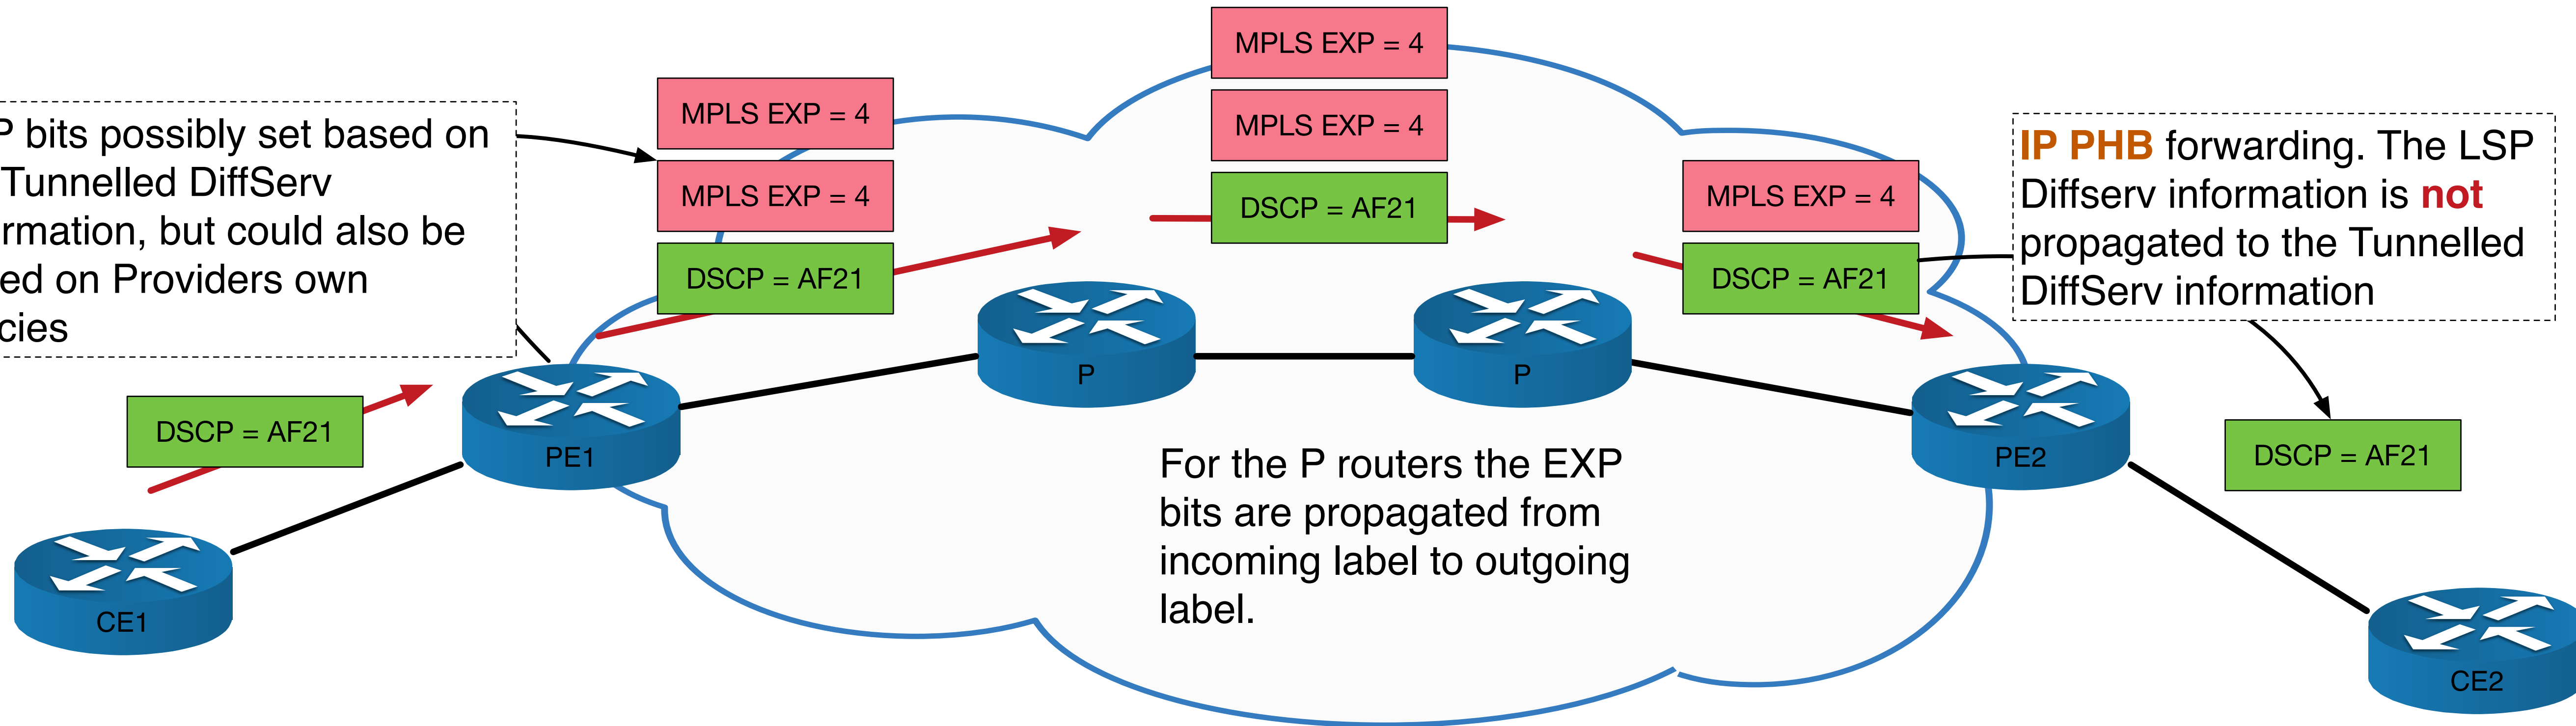 MPLS EXP = 4
MPLS EXP = 4
MPLS EXP = 4
MPLS EXP = 4
DSCP = AF21
MPLS EXP = 4
DSCP = AF21
DSCP = AF21
P bits possibly set based on
Tunnelled DiffServ
rmation, but could also be
ed on Providers own
cies
IP PHB forwarding. The LSP
Diffserv information is not
propagated to the Tunnelled
DiffServ information
DSCP = AF21
DSCP = AF21
PE1
P
P
PE2
For the P routers the EXP
bits are propagated from
incoming label to outgoing
label.
CE1
CE2